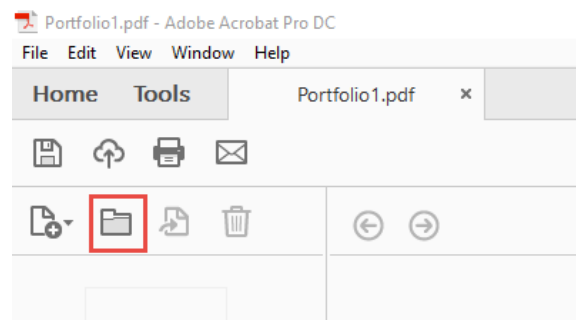 Portfolio1.pdf - Adobe Acrobat Pro DC
File Edit View Window Help
Home Tools Portfolio1.pdf ×